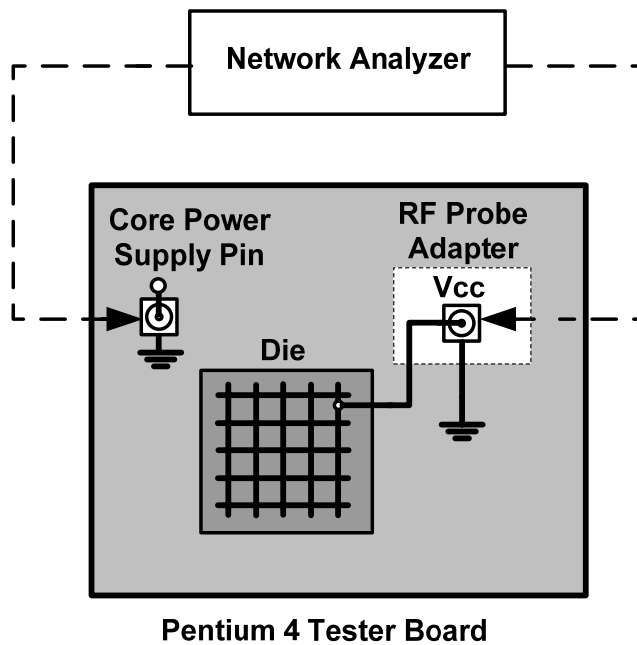 Network Analyzer
Core Power
Supply Pin
RF Probe
Adapter
Vcc
Die
Pentium 4 Tester Board